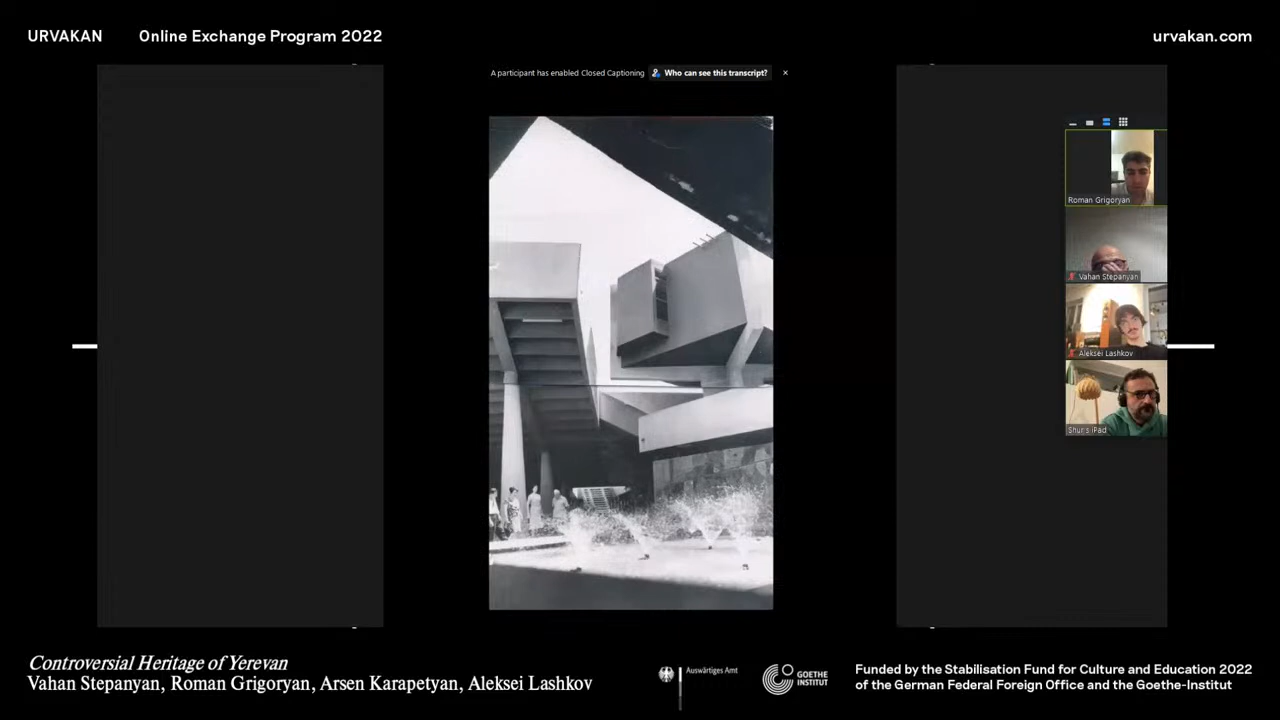 URVAKAN
Online Exchange Program 2022
urvakan.com
A participant has enabled Closed Captioning
Who can see this transcript?
Roman Grigoryan
Vahan Stepanyan
Aleksei Lashkov
Shur's iPad
Controversial Heritage of Yerevan
Vahan Stepanyan, Roman Grigoryan, Arsen Karapetyan, Aleksei Lashkov
Auswärtiges Amt
GOETHE
INSTITUT
Funded by the Stabilisation Fund for Culture and Education 2022
of the German Federal Foreign Office and the Goethe-Institut